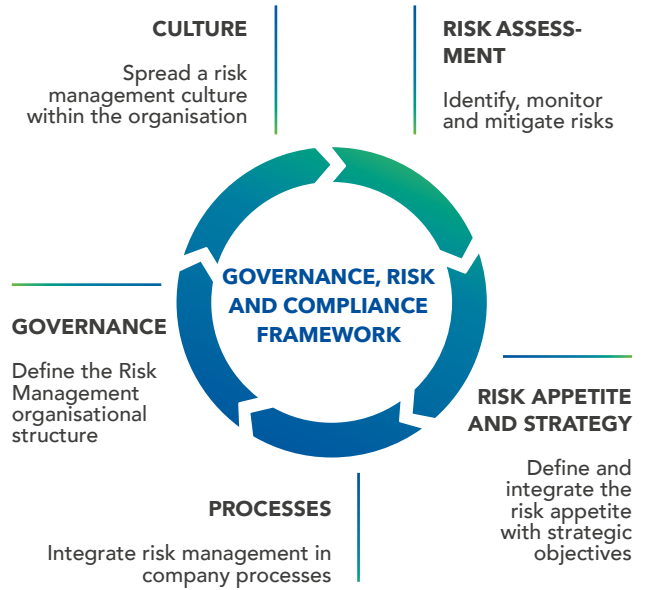 CULTURE
Spread a risk
management culture
within the organisation
RISK ASSESS-
MENT
Identify, monitor
and mitigate risks
GOVERNANCE, RISK
AND COMPLIANCE
FRAMEWORK
GOVERNANCE
Define the Risk
Management
organisational
structure
RISK APPETITE
AND STRATEGY
Define and
integrate the
risk appetite
with strategic
objectives
PROCESSES
Integrate risk management in
company processes